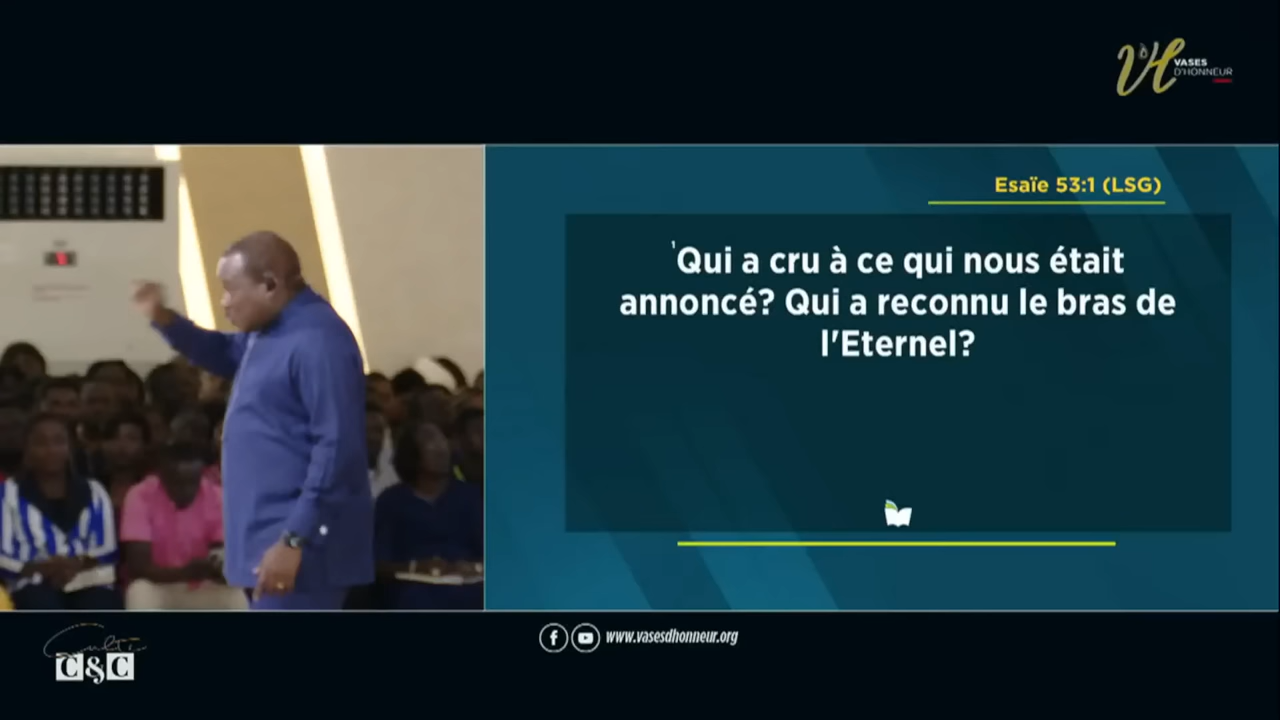 VASES
D'HONNEUR
Esaïe 53:1 (LSG)
'Qui a cru à ce qui nous était
annoncé? Qui a reconnu le bras de
l'Eternel?
Culte
C&C
www.vasesdhonneur.org